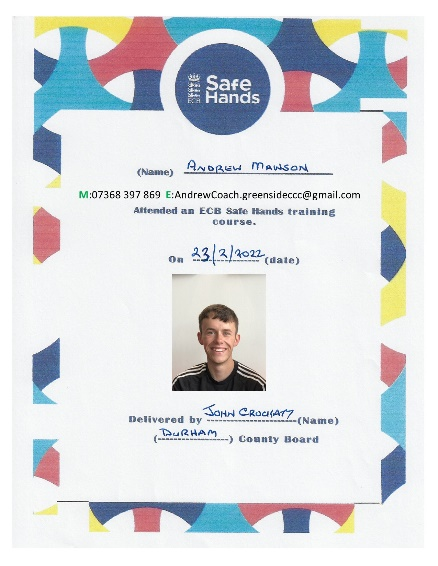 ECB
Safe
Hands
(Name) ANDREW MAWSON
M:07368 397 869 E:AndrewCoach.greensideccc@gmail.com
Attended an ECB Safe Hands training
course.
On 23/2/2022 (date)
Delivered by JOHN (Name)
(DURHAM) County Board